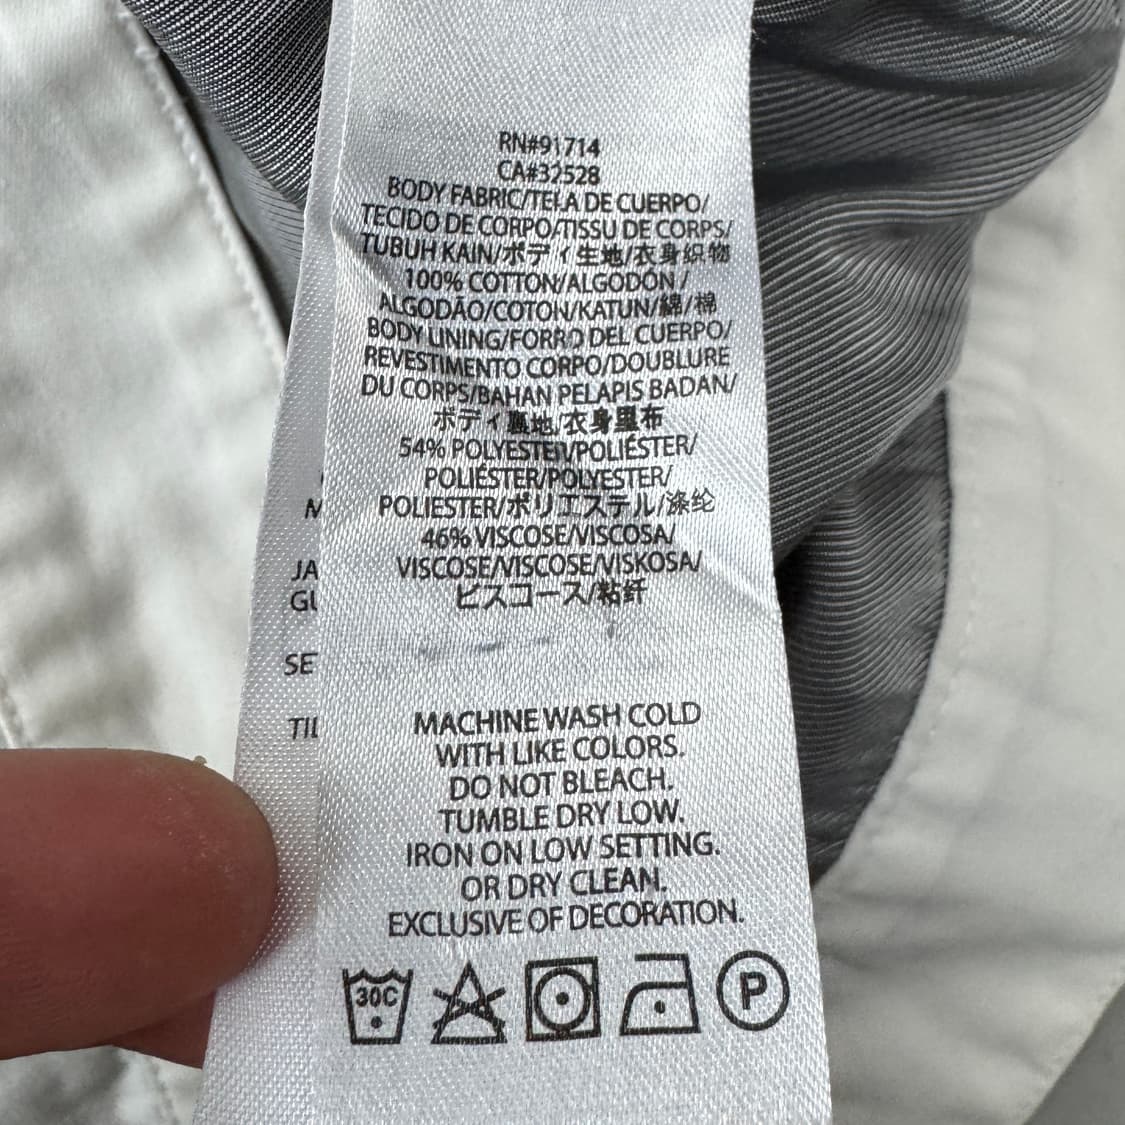 RN#91714
CA#32528
BODY FABRIC/TELA DE CUERPO/
TECIDO DE CORPO/TISSU DE CORPS/
TUBUH KAIN/ボディ生地/衣身织物
100% COTTON/ALGODÓN /
ALGODÃO/COTON/KATUN/綿/棉
BODY LINING/FORRO DEL CUERPO/
REVESTIMENTO CORPO/DOUBLURE
DU CORPS/BAHAN PELAPIS BADAN/
ボディ裏地/衣身里布
54% POLYESTER/POLIÉSTER/
POLIÉSTER/POLYESTER/
POLIESTER/ポリエステル/涤纶
46% VISCOSE/VISCOSA/
VISCOSE/VISCOSE/VISKOSA/
ビスコース/粘纤
MACHINE WASH COLD
WITH LIKE COLORS.
DO NOT BLEACH.
TUMBLE DRY LOW.
IRON ON LOW SETTING.
OR DRY CLEAN.
EXCLUSIVE OF DECORATION.
30C
P
M
JA
GU
SE
TIL